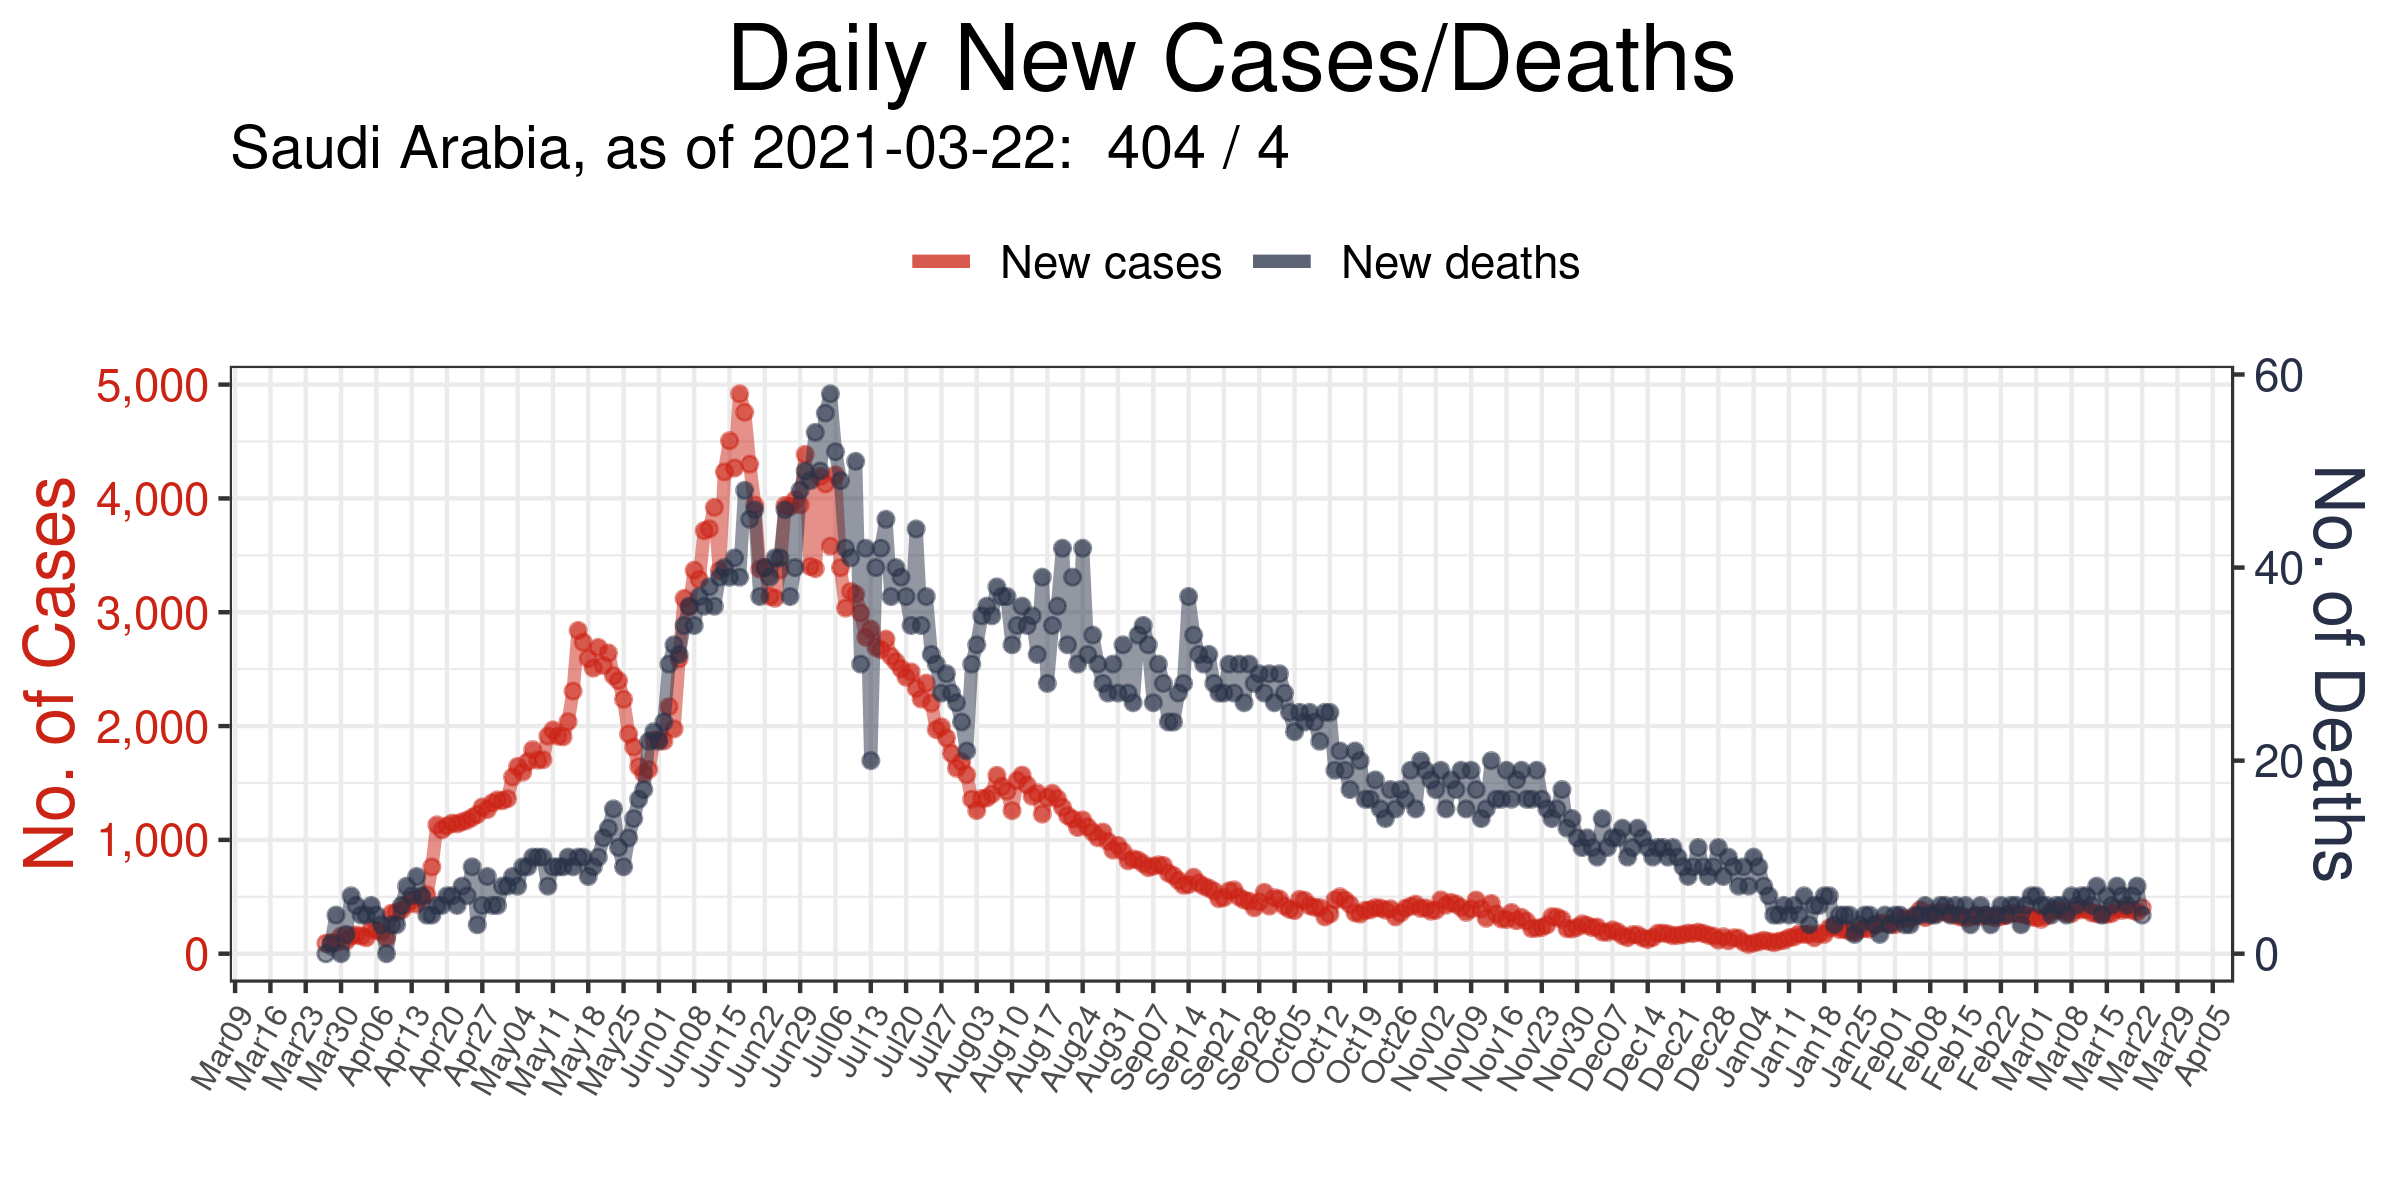 Daily New Cases/Deaths
Saudi Arabia, as of 2021-03-22:  404 / 4
New cases
New deaths
No. of Cases
5,000
4,000
3,000
2,000
1,000
0
60
40
20
0
No. of Deaths
Mar09
Mar16
Mar23
Mar30
Apr06
Apr13
Apr20
Apr27
May04
May11
May18
May25
Jun01
Jun08
Jun15
Jun22
Jun29
Jul06
Jul13
Jul20
Jul27
Aug03
Aug10
Aug17
Aug24
Aug31
Sep07
Sep14
Sep21
Sep28
Oct05
Oct12
Oct19
Oct26
Nov02
Nov09
Nov16
Nov23
Nov30
Dec07
Dec14
Dec21
Dec28
Jan04
Jan11
Jan18
Jan25
Feb01
Feb08
Feb15
Feb22
Mar01
Mar08
Mar15
Mar22
Mar29
Apr05